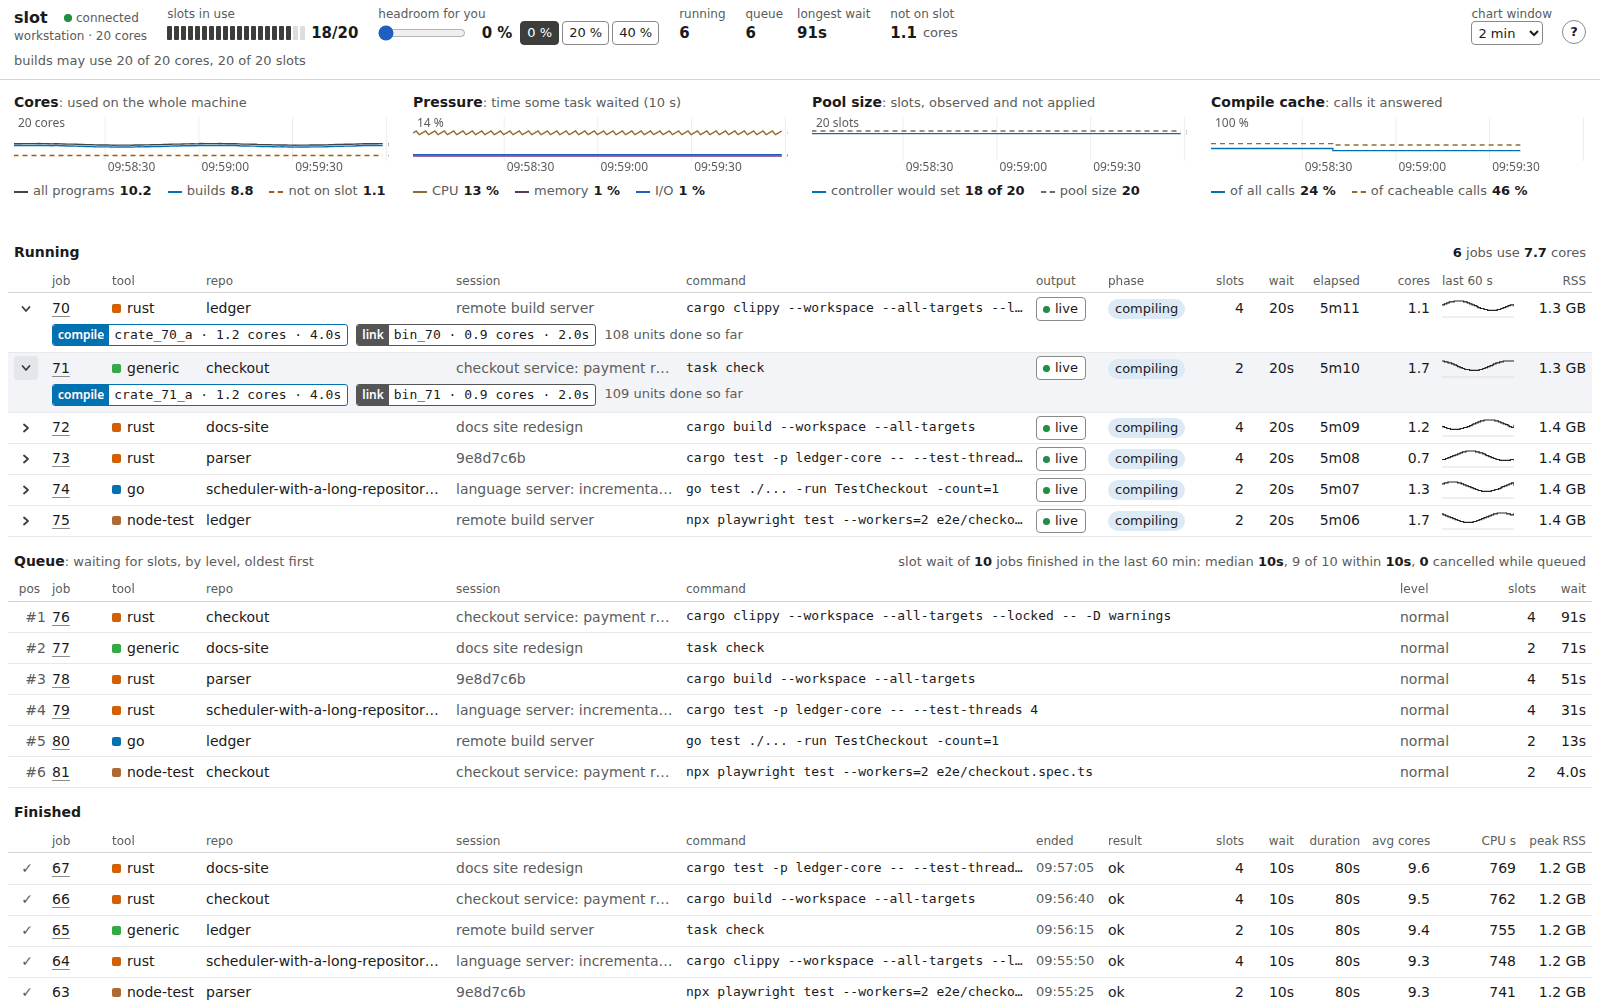 slot connected slots in use headroom for you running queue longest wait not on slot chart window
workstation · 20 cores 18/20 0 % 0 % 20 % 40 % 6 6 91s 1.1 cores 2 min ?
builds may use 20 of 20 cores, 20 of 20 slots
Cores: used on the whole machine
20 cores
09:58:30 09:59:00 09:59:30
all programs 10.2 builds 8.8 not on slot 1.1
Pressure: time some task waited (10 s)
14 %
09:58:30 09:59:00 09:59:30
CPU 13 % memory 1 % I/O 1 %
Pool size: slots, observed and not applied
20 slots
09:58:30 09:59:00 09:59:30
controller would set 18 of 20 pool size 20
Compile cache: calls it answered
100 %
09:58:30 09:59:00 09:59:30
of all calls 24 % of cacheable calls 46 %
Running 6 jobs use 7.7 cores
job tool repo session command output phase slots wait elapsed cores last 60 s RSS
70 rust ledger remote build server cargo clippy --workspace --all-targets --l… live compiling 4 20s 5m11 1.1 1.3 GB
compile crate_70_a · 1.2 cores · 4.0s link bin_70 · 0.9 cores · 2.0s 108 units done so far
71 generic checkout checkout service: payment r… task check live compiling 2 20s 5m10 1.7 1.3 GB
compile crate_71_a · 1.2 cores · 4.0s link bin_71 · 0.9 cores · 2.0s 109 units done so far
72 rust docs-site docs site redesign cargo build --workspace --all-targets live compiling 4 20s 5m09 1.2 1.4 GB
73 rust parser 9e8d7c6b cargo test -p ledger-core -- --test-thread… live compiling 4 20s 5m08 0.7 1.4 GB
74 go scheduler-with-a-long-repositor… language server: incrementa… go test ./... -run TestCheckout -count=1 live compiling 2 20s 5m07 1.3 1.4 GB
75 node-test ledger remote build server npx playwright test --workers=2 e2e/checko… live compiling 2 20s 5m06 1.7 1.4 GB
Queue: waiting for slots, by level, oldest first slot wait of 10 jobs finished in the last 60 min: median 10s, 9 of 10 within 10s, 0 cancelled while queued
pos job tool repo session command level slots wait
#1 76 rust checkout checkout service: payment r… cargo clippy --workspace --all-targets --locked -- -D warnings normal 4 91s
#2 77 generic docs-site docs site redesign task check normal 2 71s
#3 78 rust parser 9e8d7c6b cargo build --workspace --all-targets normal 4 51s
#4 79 rust scheduler-with-a-long-repositor… language server: incrementa… cargo test -p ledger-core -- --test-threads 4 normal 4 31s
#5 80 go ledger remote build server go test ./... -run TestCheckout -count=1 normal 2 13s
#6 81 node-test checkout checkout service: payment r… npx playwright test --workers=2 e2e/checkout.spec.ts normal 2 4.0s
Finished
job tool repo session command ended result slots wait duration avg cores CPU s peak RSS
✓ 67 rust docs-site docs site redesign cargo test -p ledger-core -- --test-thread… 09:57:05 ok 4 10s 80s 9.6 769 1.2 GB
✓ 66 rust checkout checkout service: payment r… cargo build --workspace --all-targets 09:56:40 ok 4 10s 80s 9.5 762 1.2 GB
✓ 65 generic ledger remote build server task check 09:56:15 ok 2 10s 80s 9.4 755 1.2 GB
✓ 64 rust scheduler-with-a-long-repositor… language server: incrementa… cargo clippy --workspace --all-targets --l… 09:55:50 ok 4 10s 80s 9.3 748 1.2 GB
✓ 63 node-test parser 9e8d7c6b npx playwright test --workers=2 e2e/checko… 09:55:25 ok 2 10s 80s 9.3 741 1.2 GB